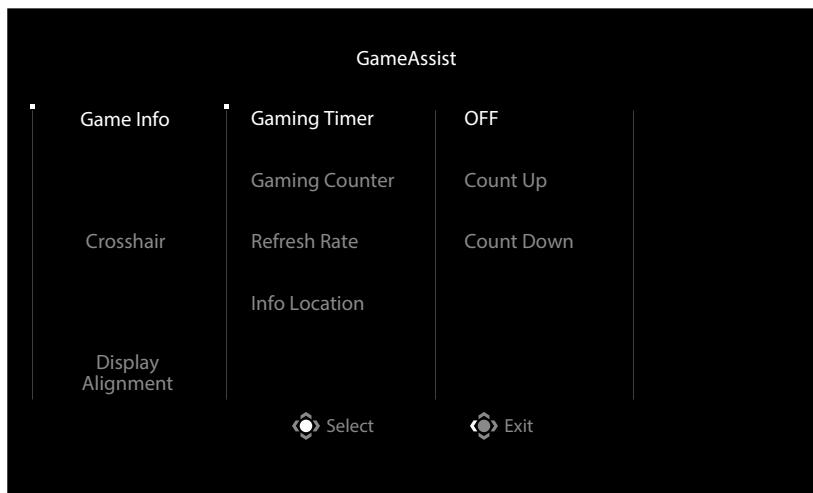 GameAssist
Game Info
Gaming Timer
OFF
Gaming Counter
Count Up
Crosshair
Refresh Rate
Count Down
Info Location
Display
Alignment
Select
Exit